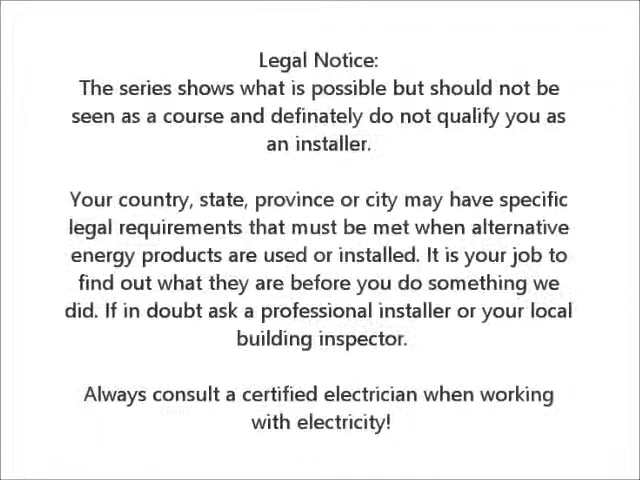 Legal Notice:
The series shows what is possible but should not be
seen as a course and definately do not qualify you as
an installer.
Your country, state, province or city may have specific
legal requirements that must be met when alternative
energy products are used or installed. It is your job to
find out what they are before you do something we
did. If in doubt ask a professional installer or your local
building inspector.
Always consult a certified electrician when working
with electricity!